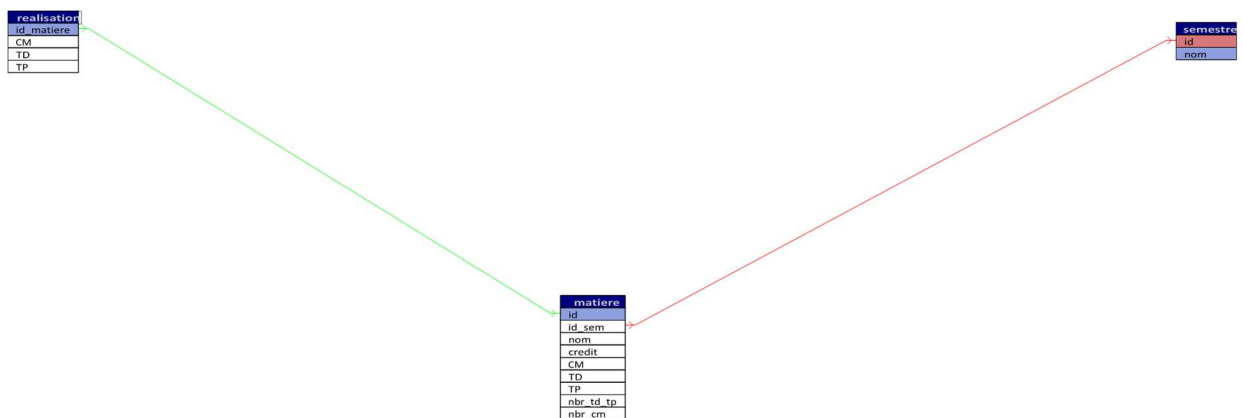 realisation
id_matiere
CM
TD
TP
semestre
id
nom
matiere
id
id_sem
nom
credit
CM
TD
TP
nbr_td_tp
nbr_cm